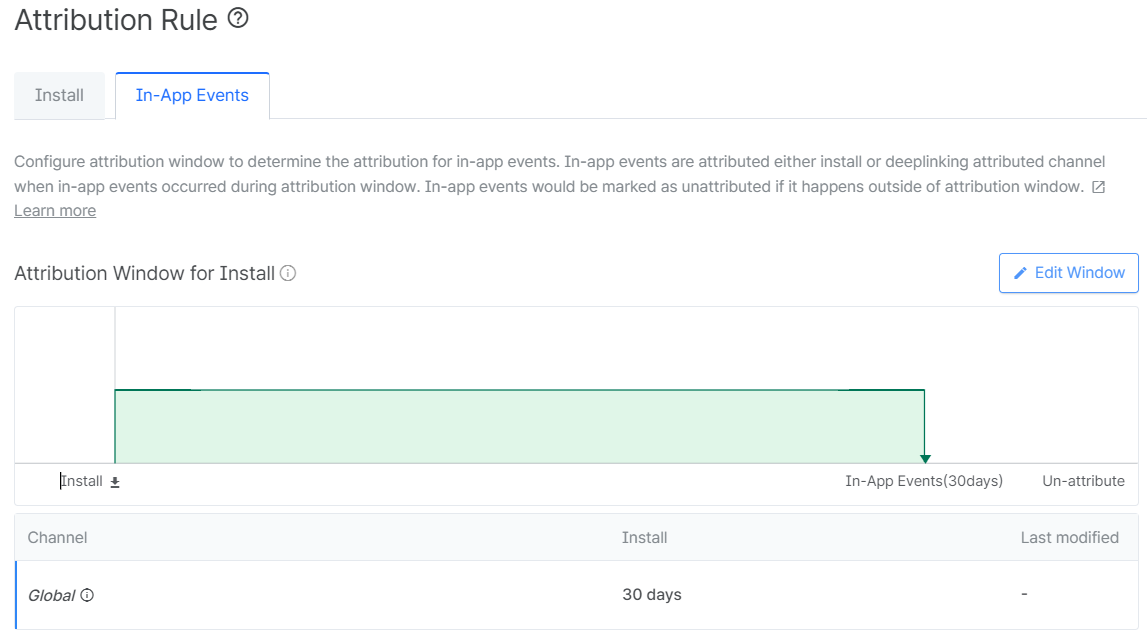 Attribution Rule
Install
In-App Events
Configure attribution window to determine the attribution for in-app events. In-app events are attributed either install or deeplinking attributed channel
when in-app events occurred during attribution window. In-app events would be marked as unattributed if it happens outside of attribution window.
Learn more
Attribution Window for Install
Edit Window
Install
In-App Events(30days)
Un-attribute
Channel
Install
Last modified
Global
30 days
-